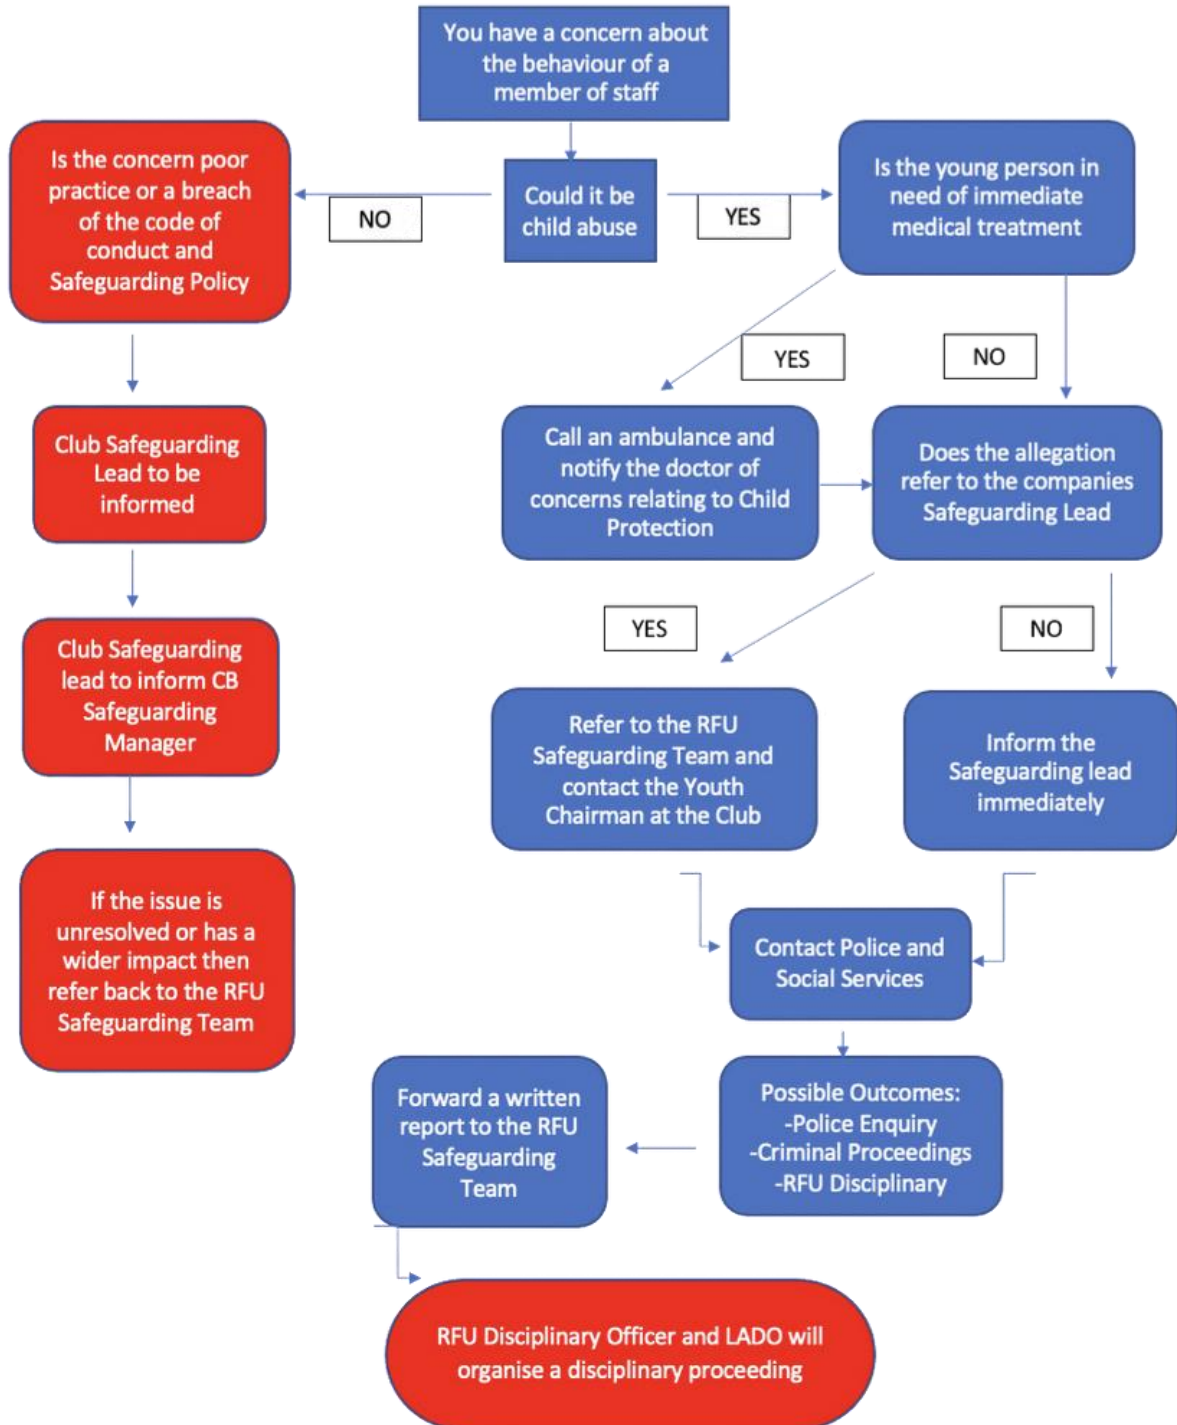 You have a concern about
the behaviour of a
member of staff
Is the concern poor
practice or a breach
of the code of
conduct and
Safeguarding Policy
NO
Could it be
child abuse
YES
Is the young person in
need of immediate
medical treatment
YES
NO
Club Safeguarding
Lead to be
informed
Call an ambulance and
notify the doctor of
concerns relating to Child
Protection
Does the allegation
refer to the companies
Safeguarding Lead
YES
NO
Club Safeguarding
lead to inform CB
Safeguarding
Manager
Refer to the RFU
Safeguarding Team and
contact the Youth
Chairman at the Club
Inform the
Safeguarding lead
immediately
If the issue is
unresolved or has a
wider impact then
refer back to the RFU
Safeguarding Team
Contact Police and
Social Services
Forward a written
report to the RFU
Safeguarding
Team
Possible Outcomes:
-Police Enquiry
-Criminal Proceedings
-RFU Disciplinary
RFU Disciplinary Officer and LADO will
organise a disciplinary proceeding